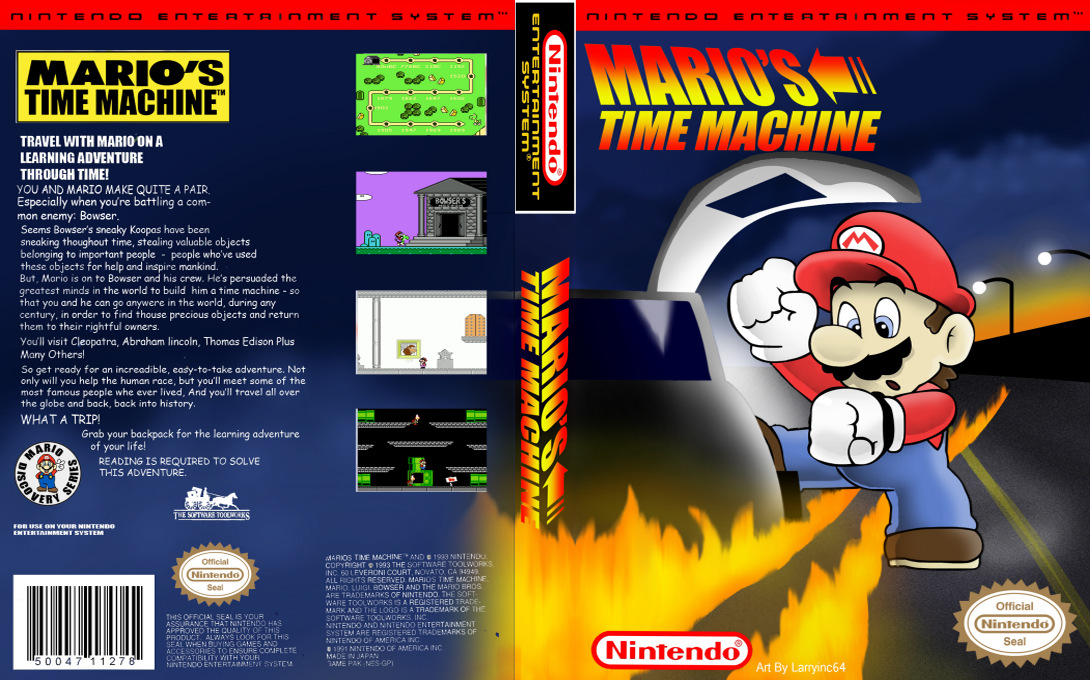 NINTENDO ENTERTAINMENT SYSTEM™
MARIO'S
TIME MACHINE™
TRAVEL WITH MARIO ON A
LEARNING ADVENTURE
THROUGH TIME!
YOU AND MARIO MAKE QUITE A PAIR.
Especially when you're battling a com-
mon enemy: Bowser.
Seems Bowser's sneaky Koopas have been
sneaking thoughout time, stealing valuable objects
belonging to important people - people who've used
these objects for help and inspire mankind.
But, Mario is on to Bowser and his crew. He's persuaded the
greatest minds in the world to build him a time machine - so
that you and he can go anywere in the world, during any
century, in order to find thouse precious objects and return
them to their rightful owners.
You'll visit Cleopatra, Abraham lincoln, Thomas Edison Plus
Many Others!
So get ready for an increadible, easy-to-take adventure. Not
only will you help the human race, but you'll meet some of the
most famous people whe ever lived, And you'll travel all over
the globe and back, back into history.
WHAT A TRIP!
Grab your backpack for the learning adventure
of your life!
READING IS REQUIRED TO SOLVE
THIS ADVENTURE.
MARIO
DISCOVERY SERIES
THE SOFTWARE TOOLWORKS
FOR USE ON YOUR NINTENDO
ENTERTAINMENT SYSTEM
Official
Nintendo
Seal
50047 11278
THIS OFFICIAL SEAL IS YOUR
ASSURANCE THAT NINTENDO HAS
APPROVED THE QUALITY OF THIS
PRODUCT. ALWAYS LOOK FOR THIS
SEAL WHEN BUYING GAMES AND
ACCESSORIES TO ENSURE COMPLETE
COMPATIBILITY WITH YOUR
NINTENDO ENTERTAINMENT SYSTEM.
BOWSER'S
MARIOS TIME MACHINE™ AND © 1993 NINTENDO.
COPYRIGHT © 1993 THE SOFTWARE TOOLWORKS,
INC. 60 LEVERONI COURT, NOVATO, CA 94949.
ALL RIGHTS RESERVED. MARIOS TIME MACHINE,
MARIO, LUIGI, BOWSER AND THE MARIO BROS.
ARE TRADEMARKS OF NINTENDO. THE SOFT-
WARE TOOLWORKS IS A REGISTERED TRADE-
MARK AND THE LOGO IS A TRADEMARK OF THE
SOFTWARE TOOLWORKS, INC.
NINTENDO AND NINTENDO ENTERTAINMENT
SYSTEM ARE REGISTERED TRADEMARKS OF
NINTENDO OF AMERICA INC.
© 1991 NINTENDO OF AMERICA INC.
MADE IN JAPAN
GAME PAK (NES-GP)
Nintendo®
ENTERTAINMENT
SYSTEM®
MARIO'S
TIME MACHINE
NINTENDO ENTERTAINMENT SYSTEM™
MARIO'S
TIME MACHINE
M
Nintendo®
Art By Larryinc64
Official
Nintendo
Seal